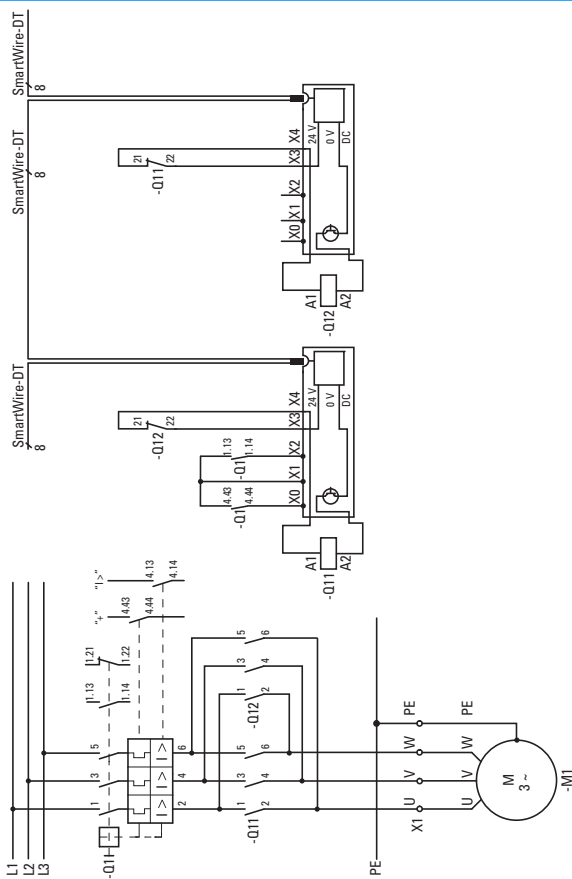 SmartWire-DT
8
SmartWire-DT
8
SmartWire-DT
8
21
22
-Q11
X0
X1
X2
X3
X4
24 V
0 V
DC
A1
A2
-Q12
21
22
-Q12
1.13
1.14
-Q1
4.43
4.44
-Q1
X0
X1
X2
X3
X4
24 V
0 V
DC
A1
A2
-Q11
L1
L2
L3
-Q1
1
3
5
1.13
1.14
1.21
1.22
"+"
4.43
4.44
"I>"
4.13
4.14
I>
I>
I>
2
4
6
-Q11
1
2
3
4
5
6
-Q12
1
2
3
4
5
6
PE
X1
U
V
W
PE
U
V
W
PE
M
3 ~
-M1